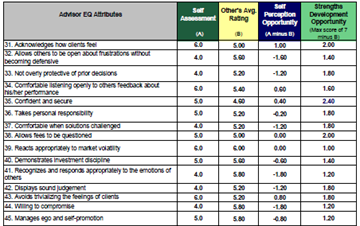 Advisor EQ Attributes Self Assessment (A) Other's Avg. Rating (B) Self Perception Opportunity (A minus B) Strengths Development Opportunity (Max score of 7 minus B)
31. Acknowledges how clients feel 6.0 5.00 1.00 2.00
32. Allows others to be open about frustrations without becoming defensive 4.0 5.60 -1.60 1.40
33. Not overly protective of prior decisions 4.0 5.20 -1.20 1.80
34. Comfortable listening openly to others feedback about his/her performance 6.0 5.40 0.60 1.60
35. Confident and secure 5.0 4.60 0.40 2.40
36. Takes personal responsibility 5.0 5.20 -0.20 1.80
37. Comfortable when solutions challenged 4.0 5.20 -1.20 1.80
38. Allows fees to be questioned 5.0 5.00 0.00 2.00
39. Reacts appropriately to market volatility 6.0 6.00 0.00 1.00
40. Demonstrates investment discipline 5.0 5.60 -0.60 1.40
41. Recognizes and responds appropriately to the emotions of others 4.0 5.80 -1.80 1.20
42. Displays sound judgement 4.0 5.20 -1.20 1.80
43. Avoids trivializing the feelings of clients 6.0 5.20 0.80 1.80
44. Willing to compromise 4.0 5.80 -1.80 1.20
45. Manages ego and self-promotion 5.0 5.80 -0.80 1.20